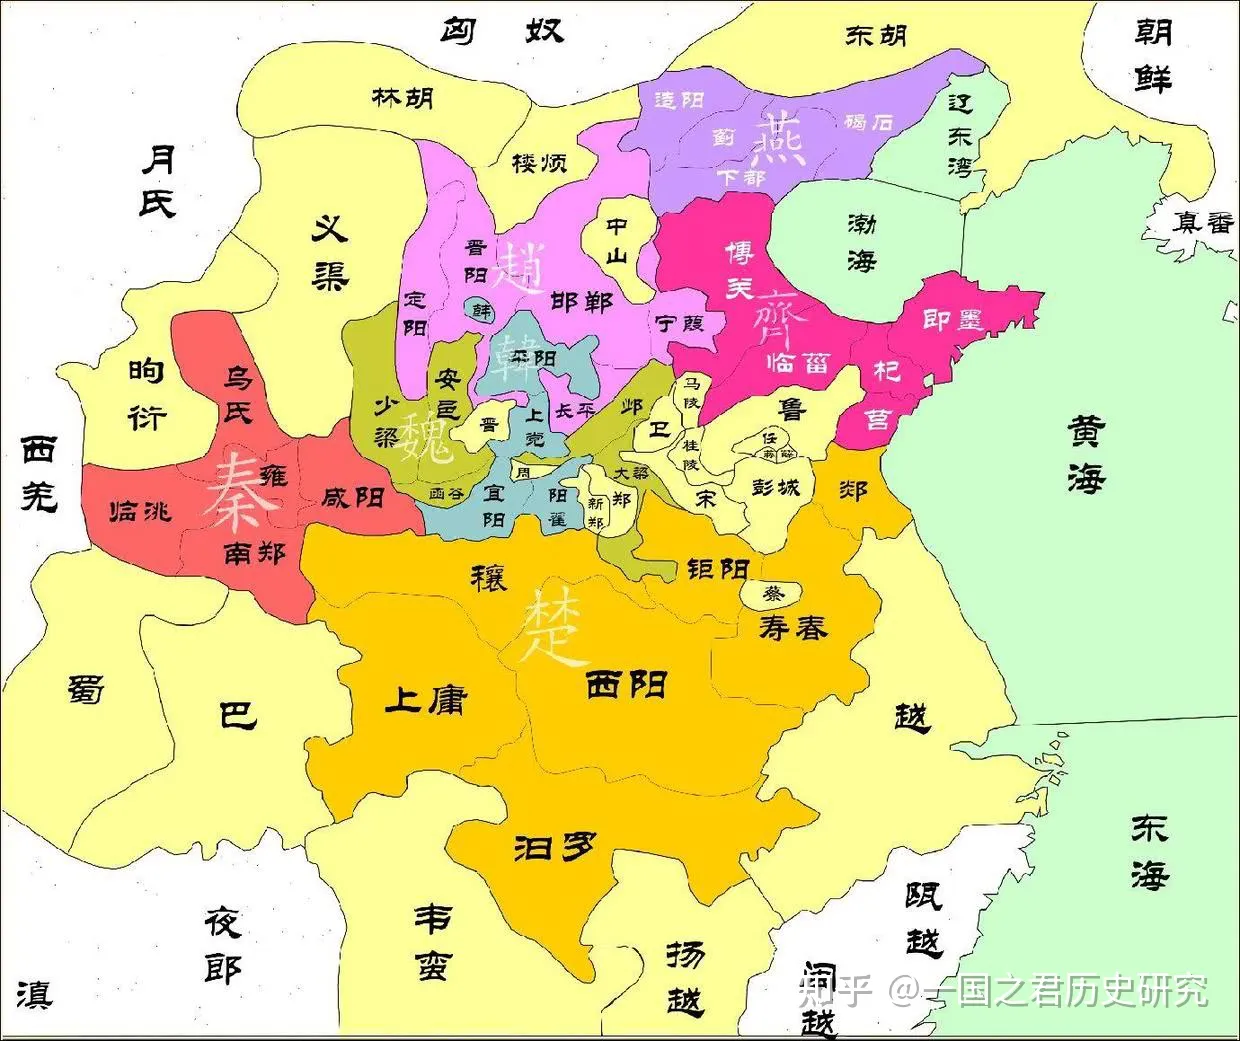 匈奴
东胡
朝鲜
林胡
造阳
辽东湾
蓟
燕
碣石
月氏
楼烦
下都
真番
义渠
中山
渤海
晋阳
赵
博关
定阳
韩
邯郸
宁葭
齊
即墨
朐衍
乌氏
韩
平阳
临菑
杞
安邑
马陵
少梁
魏
晋
上党
长平
邺
卫
鲁
莒
西羌
任
桂陵
薛
黄海
秦
雍
咸阳
函谷
宜阳
周
阳翟
大梁
新郑
郑
宋
彭城
郯
临洮
南郑
穰
钜阳
蔡
楚
寿春
蜀
巴
上庸
西阳
越
汨罗
东海
夜郎
韦蛮
瓯越
扬越
滇
闽越
知乎 @一国之君历史研究